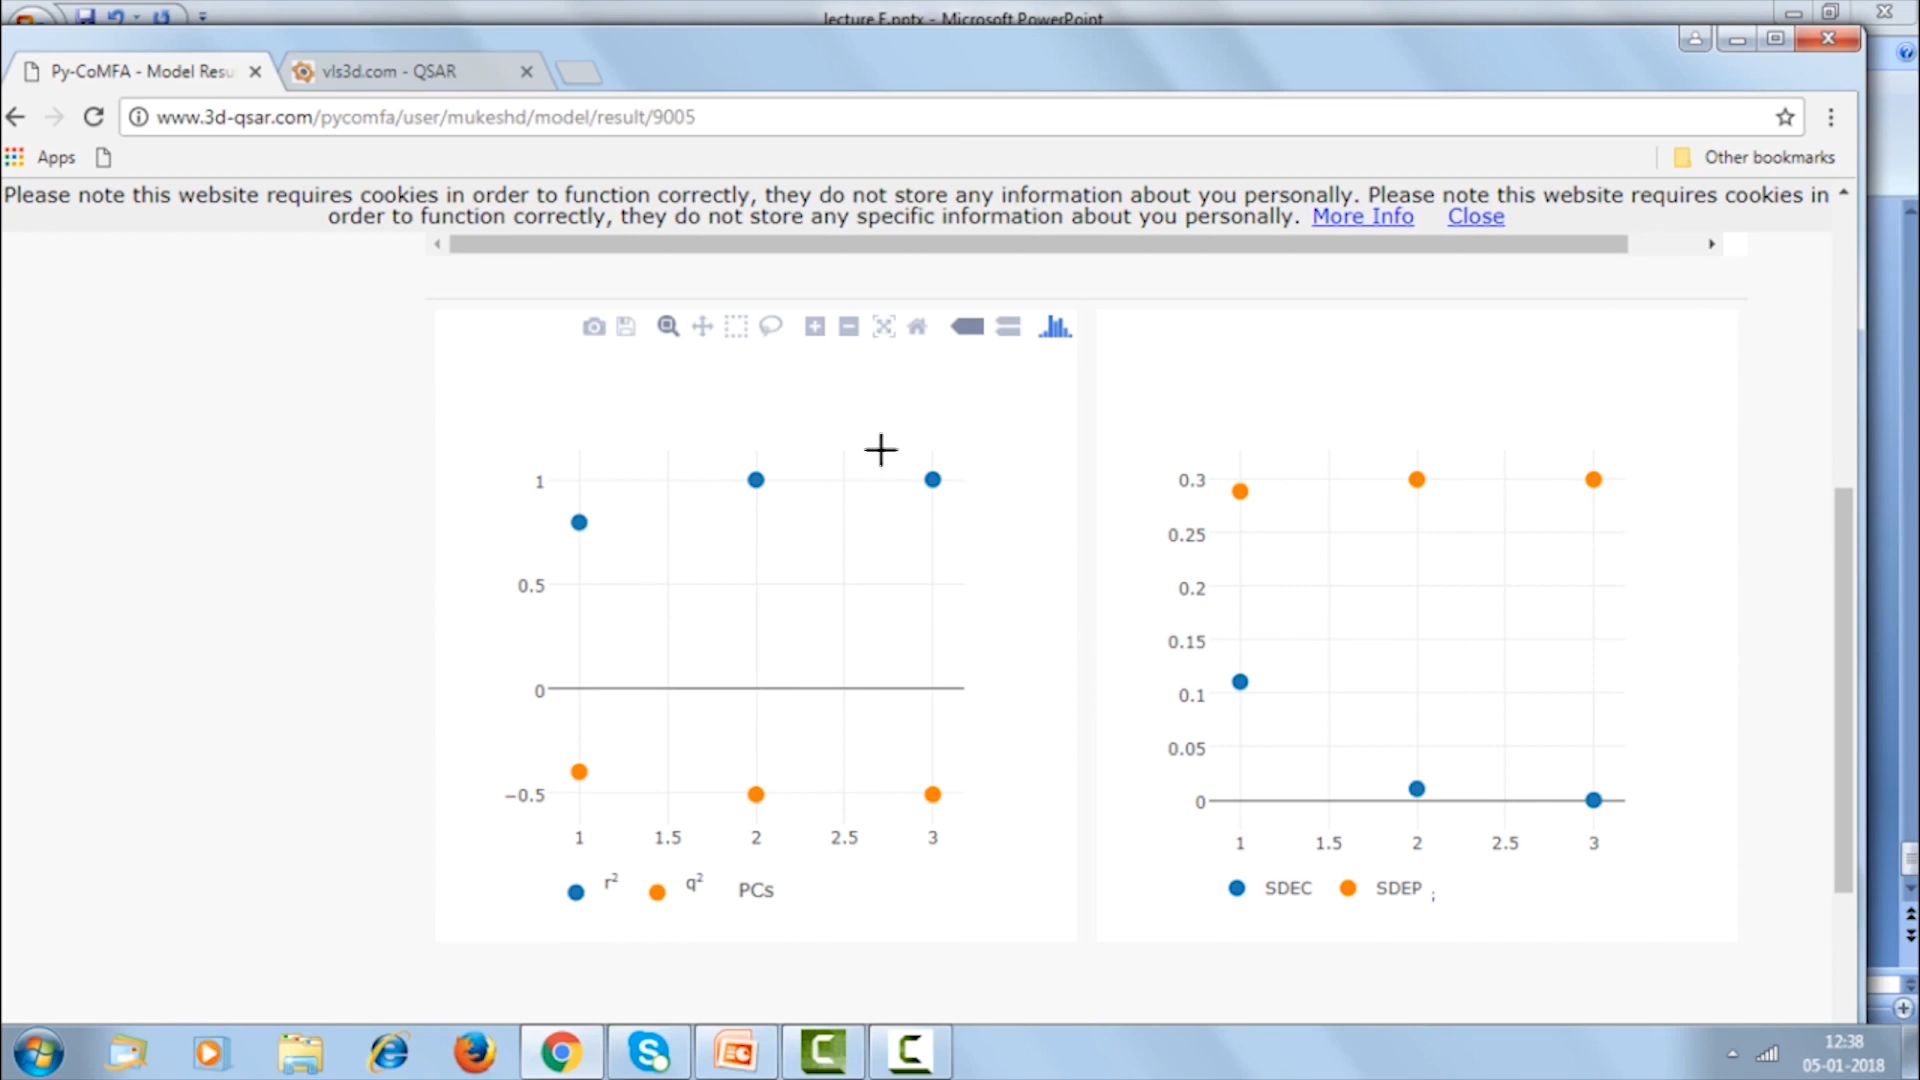 lecture F.pptx - Microsoft PowerPoint
Py-CoMFA - Model Resu
vls3d.com - QSAR
www.3d-qsar.com/pycomfa/user/mukeshd/model/result/9005
Apps
Other bookmarks
Please note this website requires cookies in order to function correctly, they do not store any information about you personally. Please note this website requires cookies in
order to function correctly, they do not store any specific information about you personally. More Info Close
1
0.5
0
−0.5
1 1.5 2 2.5 3
r² q² PCs
0.3
0.25
0.2
0.15
0.1
0.05
0
1 1.5 2 2.5 3
SDEC SDEP ;
12:38
05-01-2018